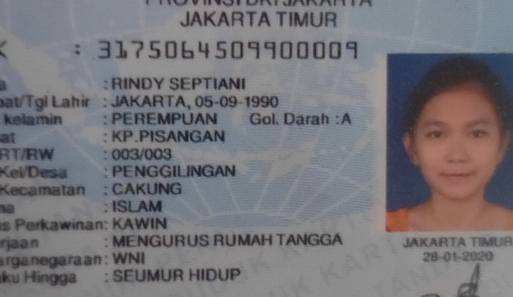 PROVINSI DKI JAKARTA
JAKARTA TIMUR
K : 3175064509900009
a : RINDY SEPTIANI
pat/Tgl Lahir : JAKARTA, 05-09-1990
kelamin : PEREMPUAN Gol. Darah : A
at : KP.PISANGAN
RT/RW : 003/003
Kel/Desa : PENGGILINGAN
Kecamatan : CAKUNG
ma : ISLAM
s Perkawinan: KAWIN
rjaan : MENGURUS RUMAH TANGGA
arganegaraan: WNI
aku Hingga : SEUMUR HIDUP
JAKARTA TIMUR
28-01-2020